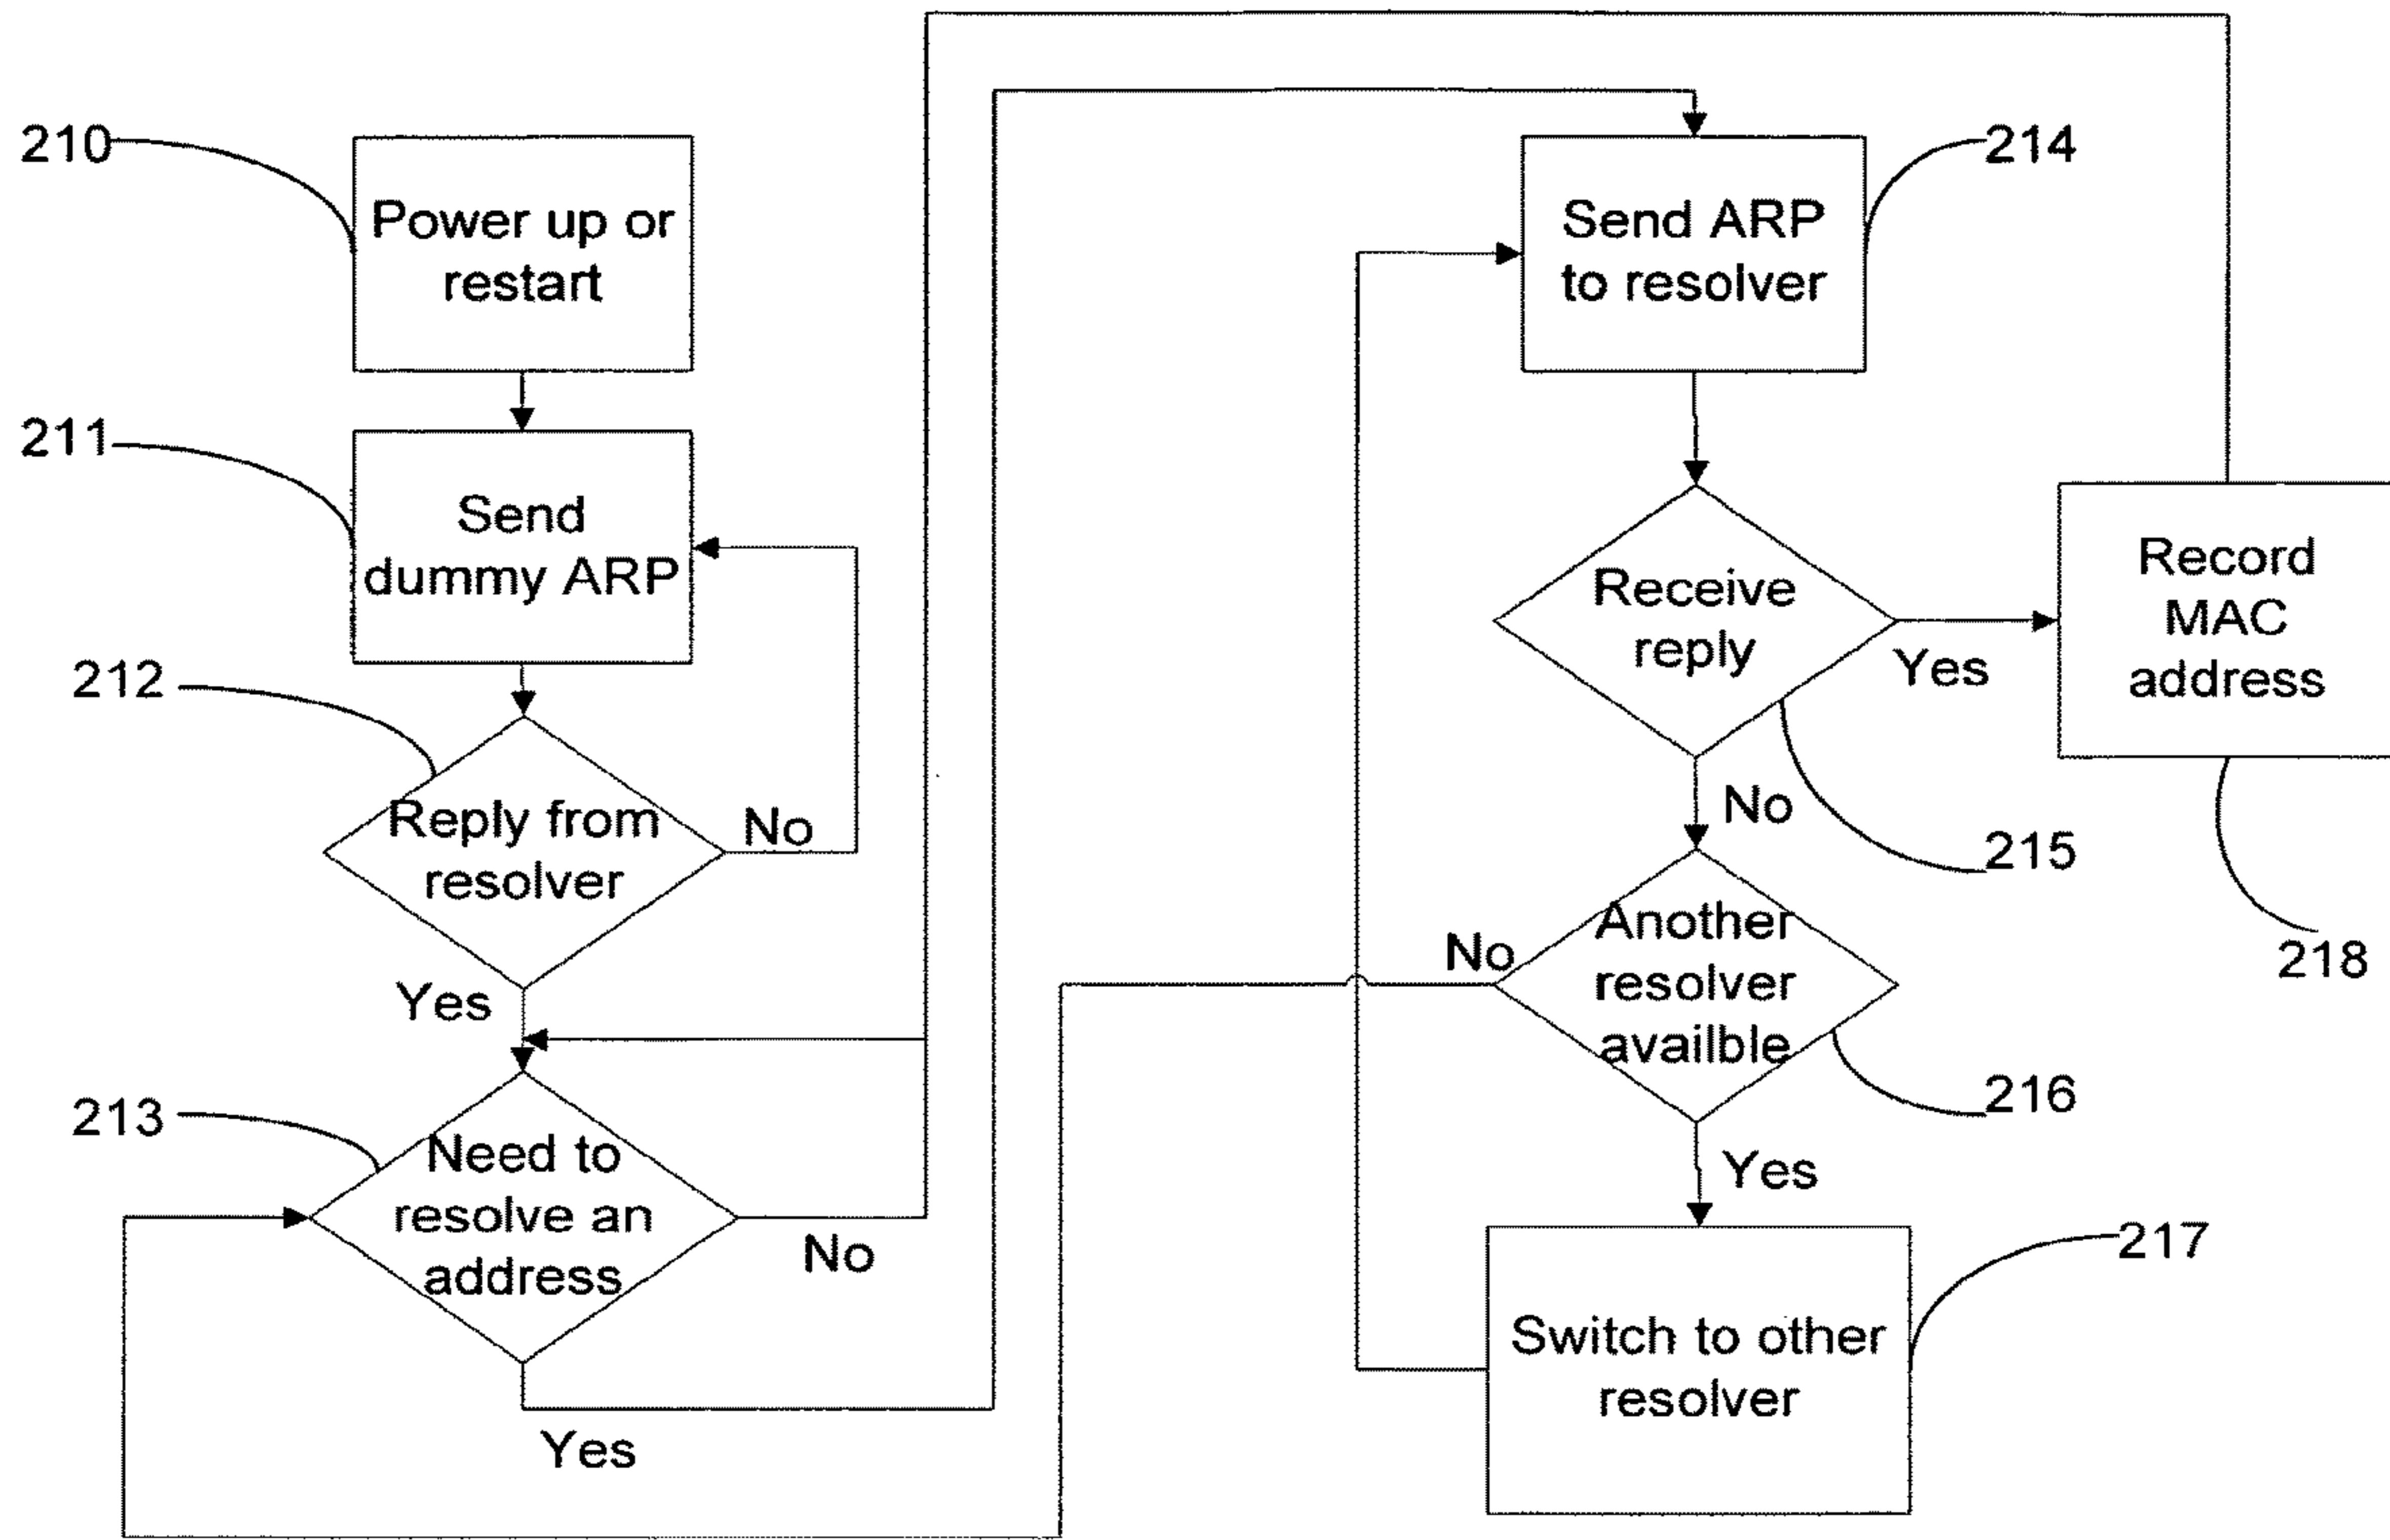 210
Power up or
restart
211
Send
dummy ARP
212
Reply from
resolver
No
Yes
213
Need to
resolve an
address
No
Yes
214
Send ARP
to resolver
Receive
reply
Yes
No
215
Record
MAC
address
218
Another
resolver
availble
No
216
Yes
Switch to other
resolver
217